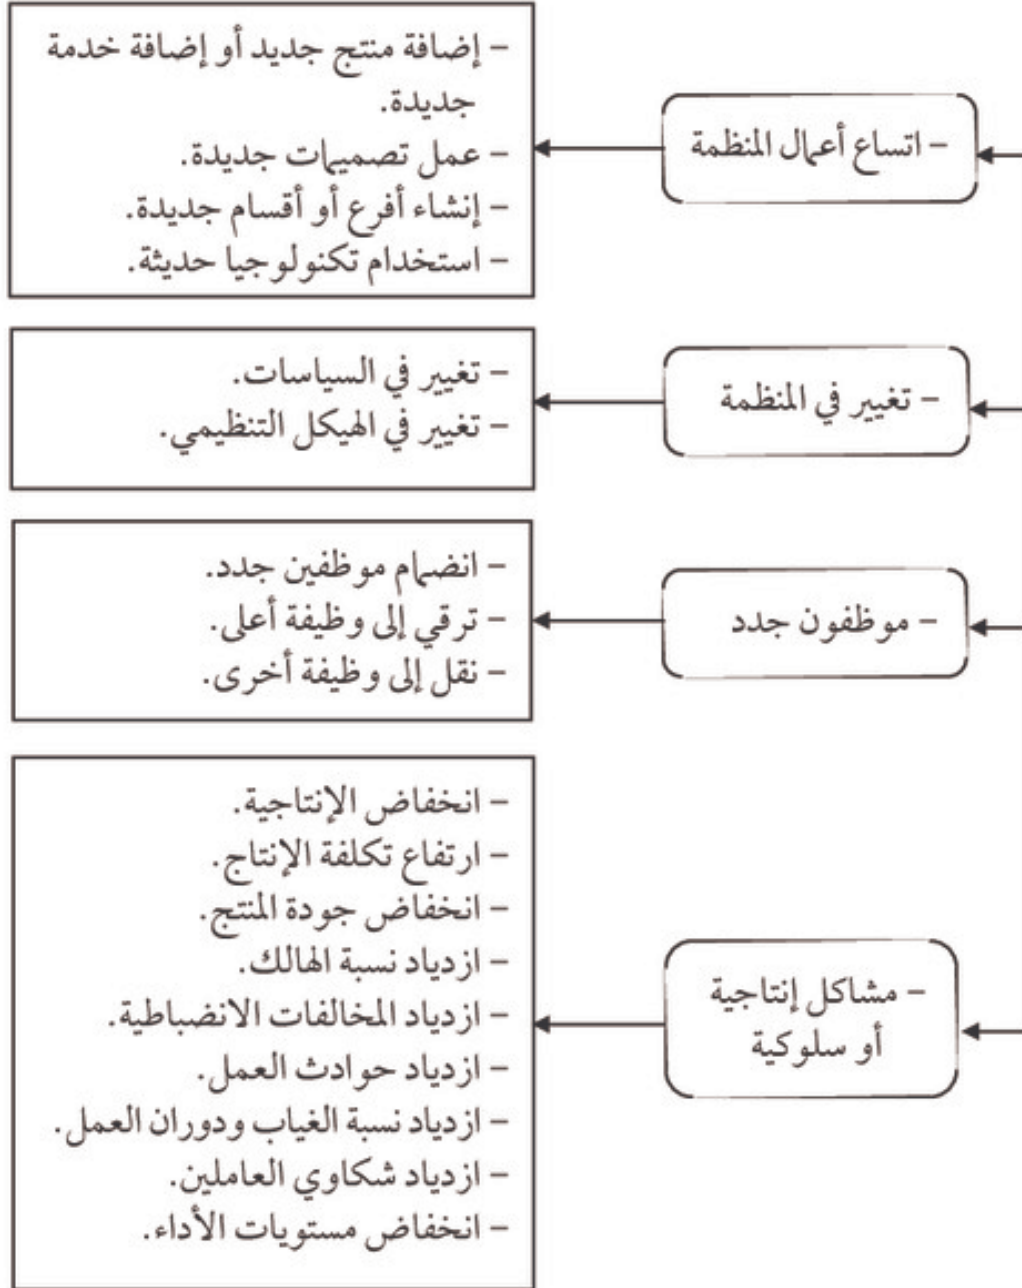 – اتساع أعمال المنظمة
– إضافة منتج جديد أو إضافة خدمة
جديدة.
– عمل تصميمات جديدة.
– إنشاء أفرع أو أقسام جديدة.
– استخدام تكنولوجيا حديثة.
– تغيير في المنظمة
– تغيير في السياسات.
– تغيير في الهيكل التنظيمي.
– موظفون جدد
– انضمام موظفين جدد.
– ترقي إلى وظيفة أعلى.
– نقل إلى وظيفة أخرى.
– مشاكل إنتاجية
أو سلوكية
– انخفاض الإنتاجية.
– ارتفاع تكلفة الإنتاج.
– انخفاض جودة المنتج.
– ازدياد نسبة الهالك.
– ازدياد المخالفات الانضباطية.
– ازدياد حوادث العمل.
– ازدياد نسبة الغياب ودوران العمل.
– ازدياد شكاوي العاملين.
– انخفاض مستويات الأداء.